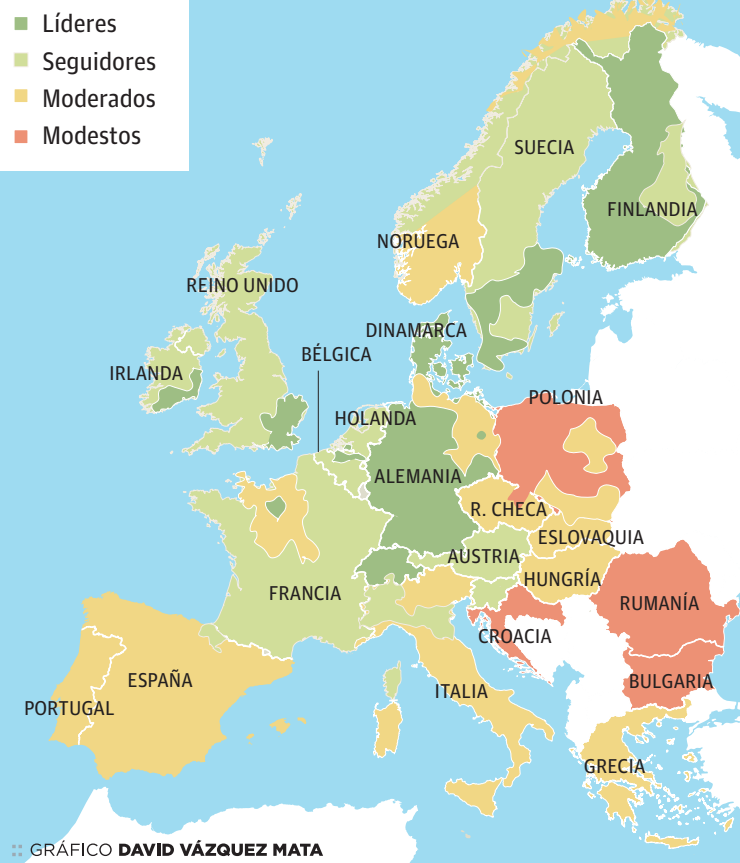 Líderes
Seguidores
Moderados
Modestos
SUECIA
FINLANDIA
NORUEGA
REINO UNIDO
DINAMARCA
BÉLGICA
IRLANDA
POLONIA
HOLANDA
ALEMANIA
R. CHECA
ESLOVAQUIA
AUSTRIA
HUNGRÍA
FRANCIA
RUMANÍA
CROACIA
ESPAÑA
BULGARIA
ITALIA
PORTUGAL
GRECIA
:: GRÁFICO DAVID VÁZQUEZ MATA